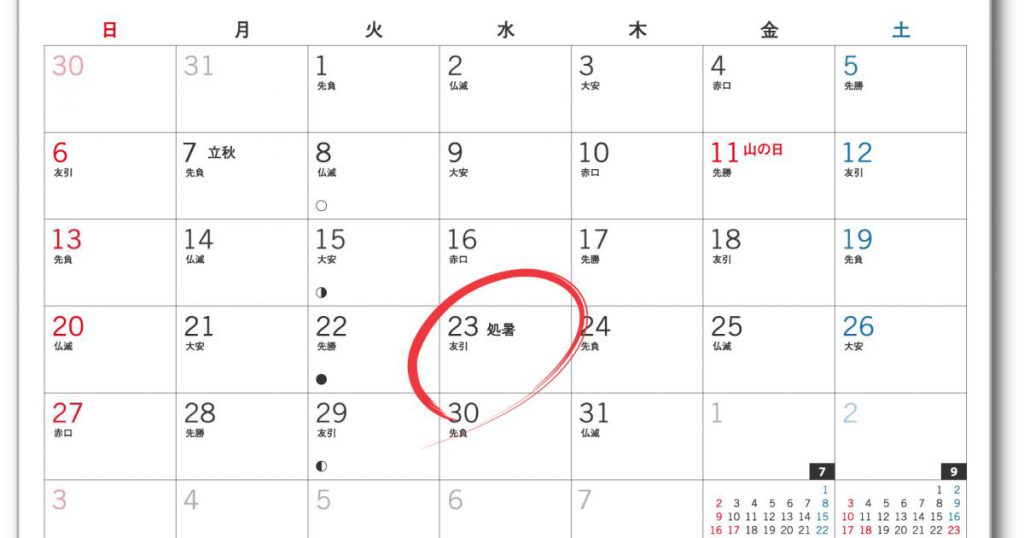 日 月 火 水 木 金 土
30 31 1 2 3 4 5
先負 仏滅 大安 赤口 先勝
6 7 立秋 8 9 10 11 山の日 12
友引 先負 仏滅 大安 赤口 先勝 友引
13 14 15 16 17 18 19
先負 仏滅 大安 赤口 先勝 友引 先負
20 21 22 23 処暑 24 25 26
仏滅 大安 先勝 友引 先負 仏滅 大安
27 28 29 30 31 1 2
赤口 先勝 友引 先負 仏滅
7 9
3 4 5 6 7
1 1 2
2 3 4 5 6 7 8 3 4 5 6 7 8 9
9 10 11 12 13 14 15 10 11 12 13 14 15 16
16 17 18 19 20 21 22 17 18 19 20 21 22 23